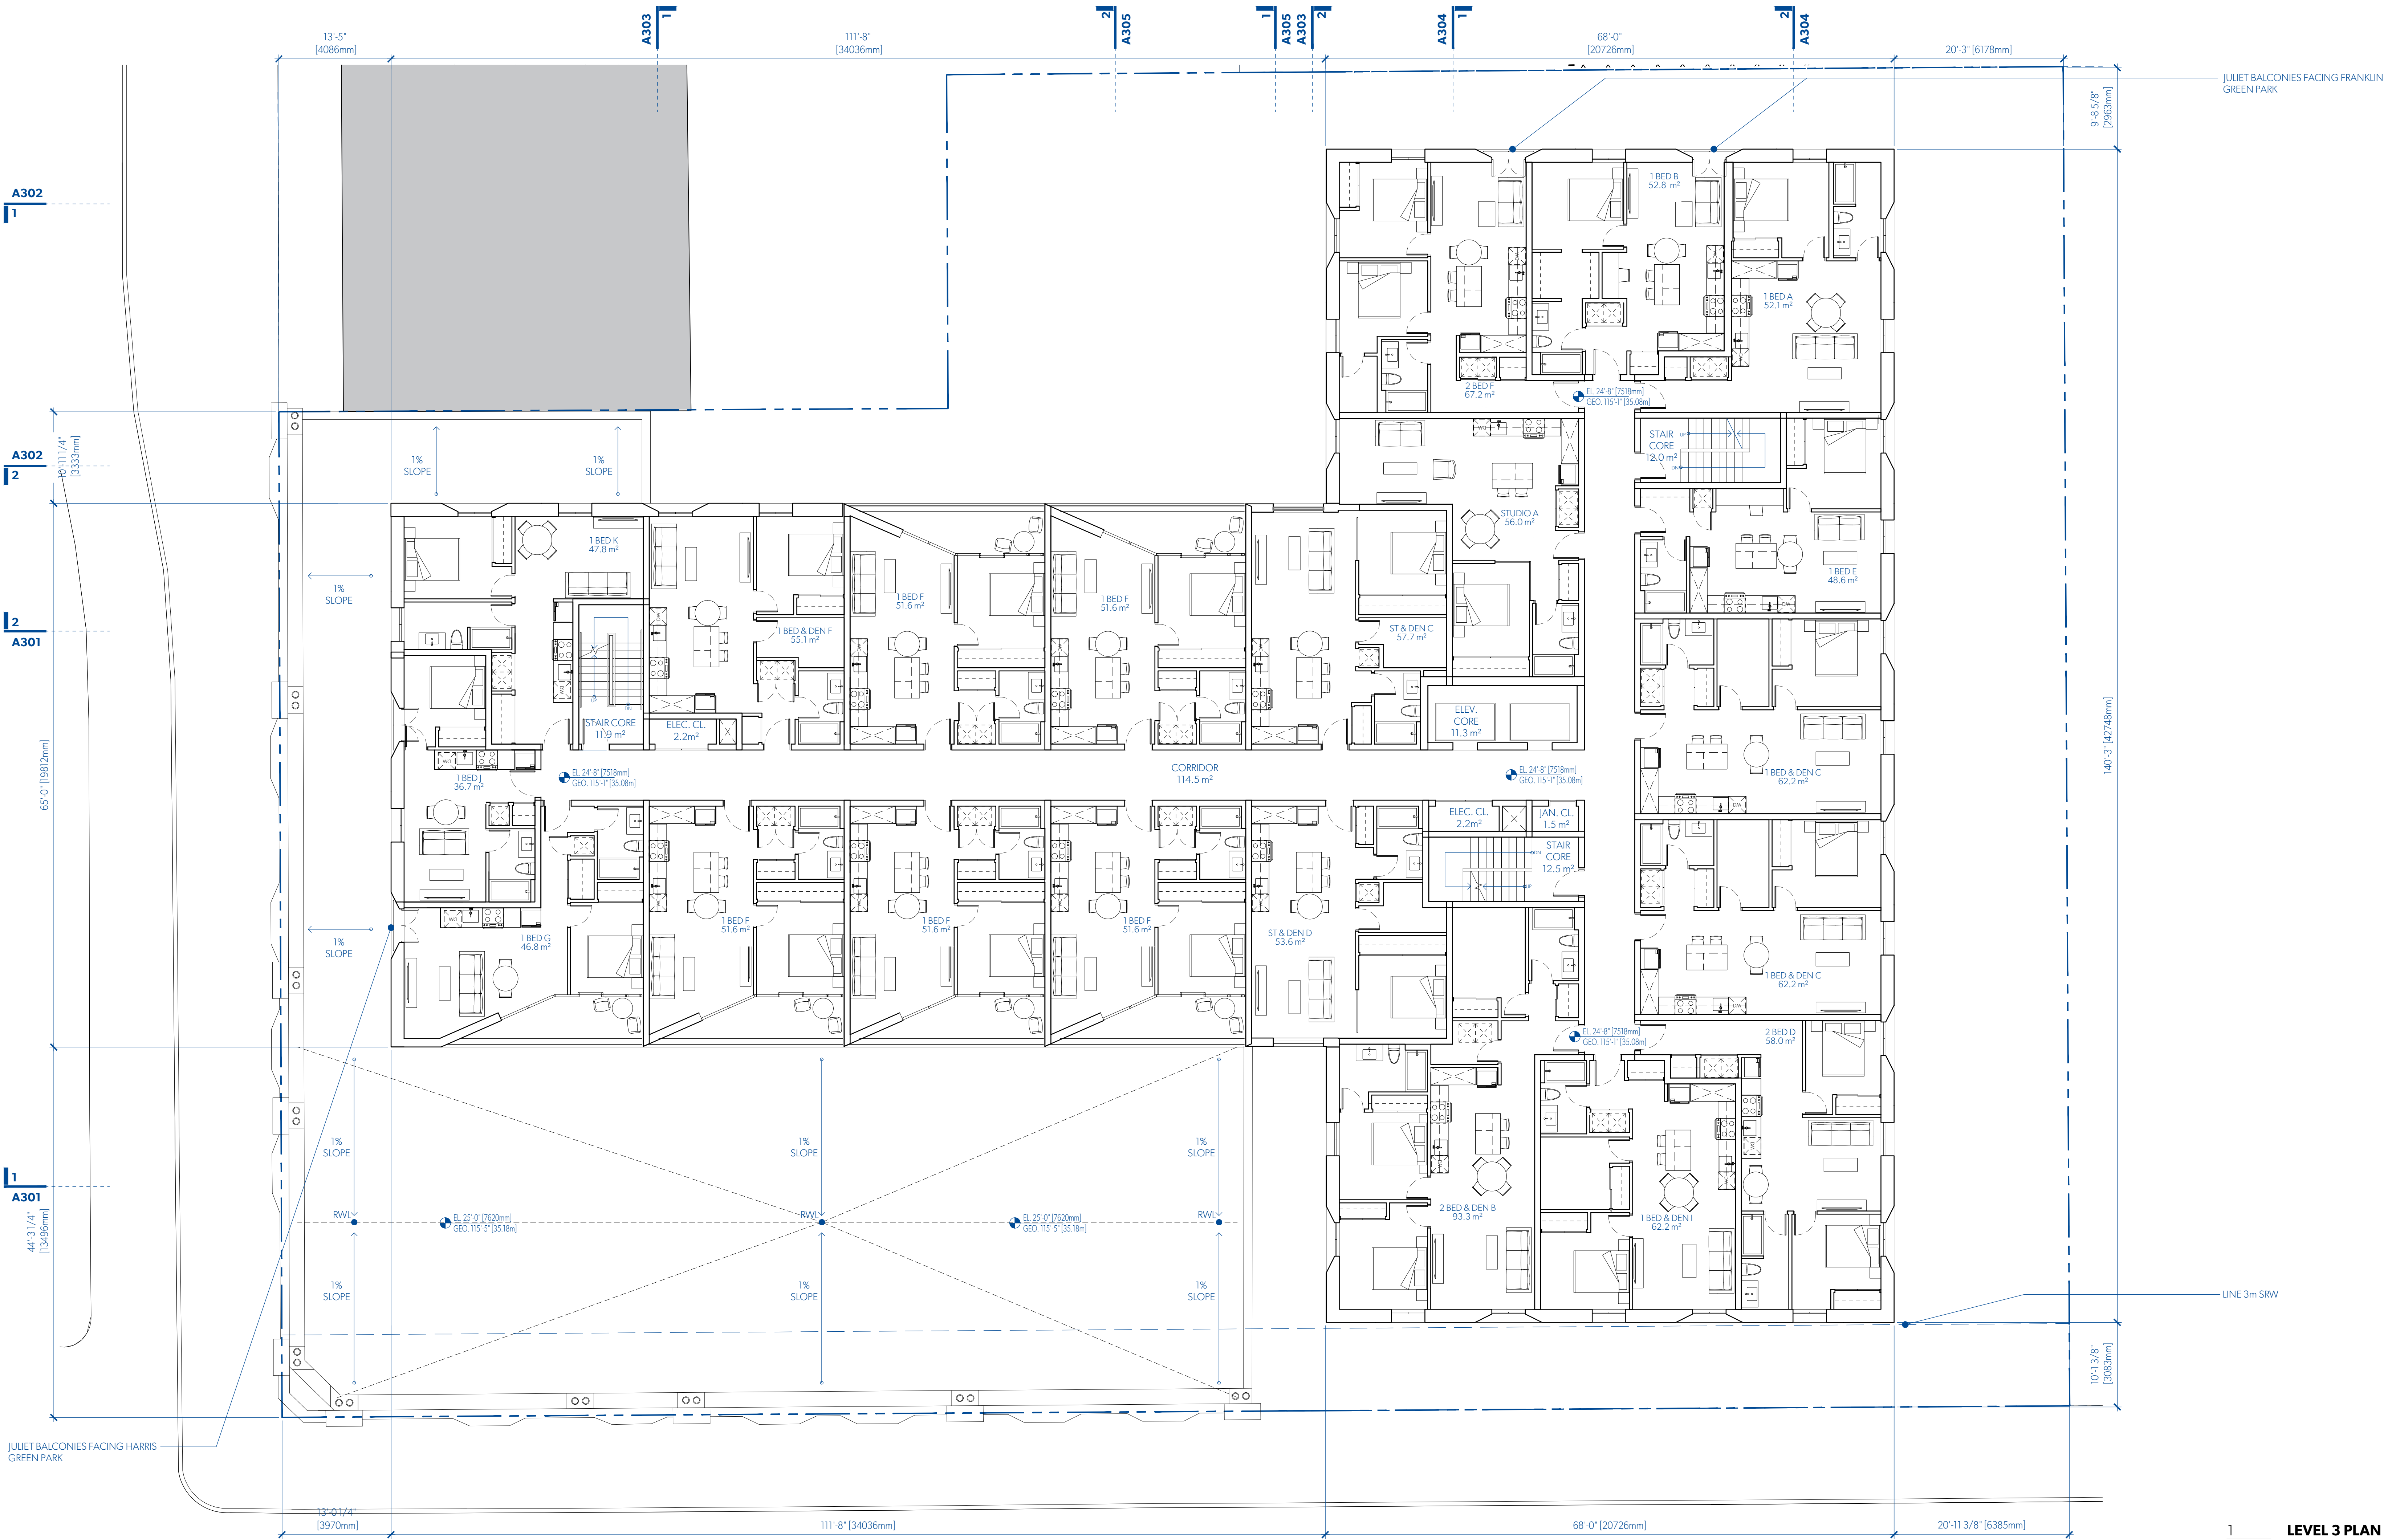 A303
1
2
A305
1
A305
A303
2
A304
1
2
A304
13'-5"
[4086mm]
111'-8"
[34036mm]
68'-0"
[20726mm]
20'-3" [6178mm]
JULIET BALCONIES FACING FRANKLIN
GREEN PARK
9'-8 5/8"
[2963mm]
A302
1
1 BED B
52.8 m²
1 BED A
52.1 m²
2 BED F
67.2 m²
EL. 24'-8" [7518mm]
GEO. 115'-1" [35.08m]
10'-11 1/4"
[3333mm]
A302
2
1%
SLOPE
1%
SLOPE
STAIR
CORE
12.0 m²
UP
DN
STUDIO A
56.0 m²
1 BED K
47.8 m²
1 BED E
48.6 m²
1%
SLOPE
1 BED F
51.6 m²
1 BED F
51.6 m²
2
A301
1 BED & DEN F
55.1 m²
ST & DEN C
57.7 m²
UP
DN
STAIR CORE
11.9 m²
ELEC. CL.
2.2m²
ELEV.
CORE
11.3 m²
140'-3" [42748mm]
65'-0" [19812mm]
1 BED J
36.7 m²
EL. 24'-8" [7518mm]
GEO. 115'-1" [35.08m]
CORRIDOR
114.5 m²
EL. 24'-8" [7518mm]
GEO. 115'-1" [35.08m]
1 BED & DEN C
62.2 m²
ELEC. CL.
2.2m²
JAN. CL.
1.5 m²
STAIR
CORE
12.5 m²
DN
UP
1%
SLOPE
1 BED G
46.8 m²
1 BED F
51.6 m²
1 BED F
51.6 m²
1 BED F
51.6 m²
ST & DEN D
53.6 m²
1 BED & DEN C
62.2 m²
EL. 24'-8" [7518mm]
GEO. 115'-1" [35.08m]
2 BED D
58.0 m²
1%
SLOPE
1%
SLOPE
1%
SLOPE
1
A301
44'-3 1/4"
[13496mm]
RWL
EL. 25'-0" [7620mm]
GEO. 115'-5" [35.18m]
RWL
EL. 25'-0" [7620mm]
GEO. 115'-5" [35.18m]
RWL
2 BED & DEN B
93.3 m²
1 BED & DEN I
62.2 m²
1%
SLOPE
1%
SLOPE
1%
SLOPE
LINE 3m SRW
10'-1 3/8"
[3083mm]
JULIET BALCONIES FACING HARRIS
GREEN PARK
13'-0 1/4"
[3970mm]
111'-8" [34036mm]
68'-0" [20726mm]
20'-11 3/8" [6385mm]
1
LEVEL 3 PLAN